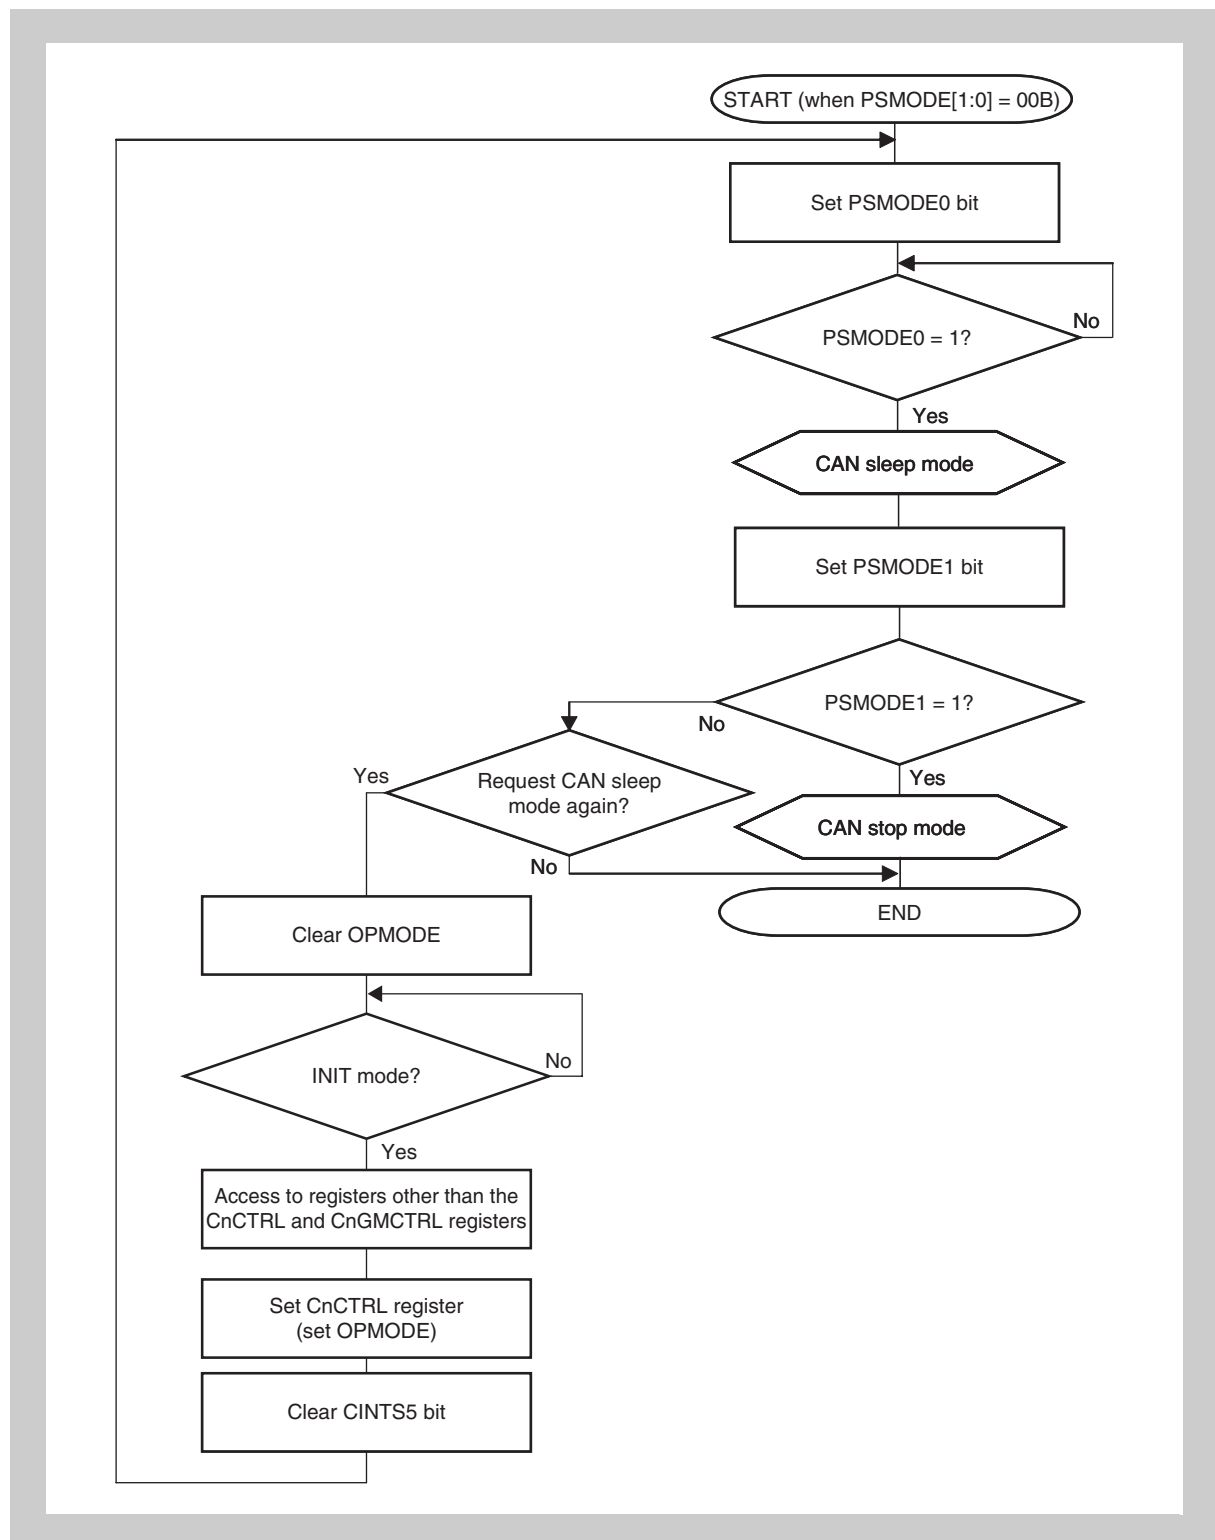 START (when PSMODE[1:0] = 00B)
Set PSMODE0 bit
PSMODE0 = 1?
No
Yes
CAN sleep mode
Set PSMODE1 bit
PSMODE1 = 1?
No
Yes
Request CAN sleep
mode again?
Yes
No
CAN stop mode
END
Clear OPMODE
INIT mode?
No
Yes
Access to registers other than the
CnCTRL and CnGMCTRL registers
Set CnCTRL register
(set OPMODE)
Clear CINTS5 bit